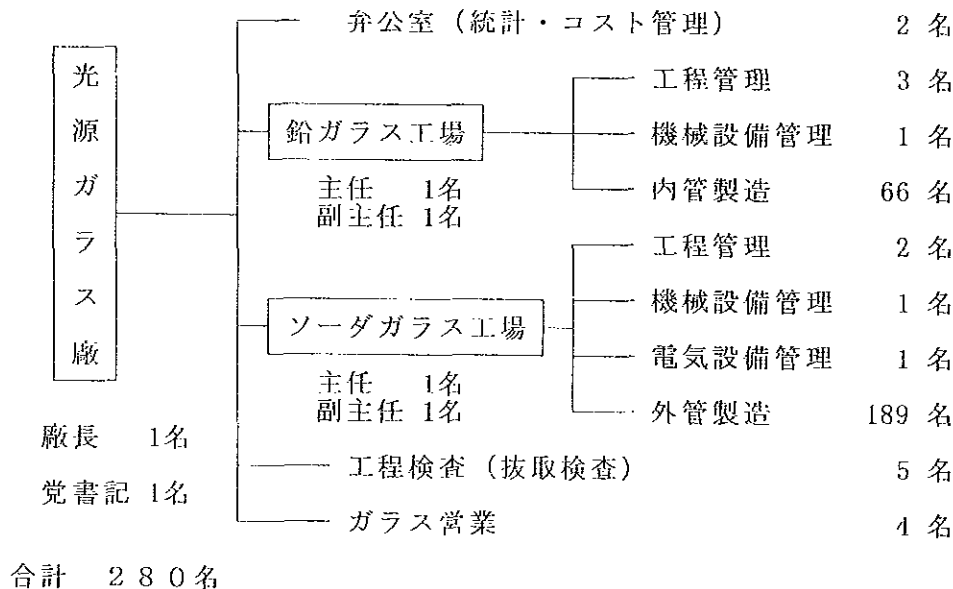 弁公室（統計・コスト管理） 2 名
光源ガラス廠
工程管理 3 名
鉛ガラス工場
機械設備管理 1 名
主任 1名
副主任 1名
内管製造 66 名
工程管理 2 名
機械設備管理 1 名
ソーダガラス工場
電気設備管理 1 名
主任 1名
副主任 1名
外管製造 189 名
廠長 1名
党書記 1名
工程検査（抜取検査） 5 名
ガラス営業 4 名
合計 280名